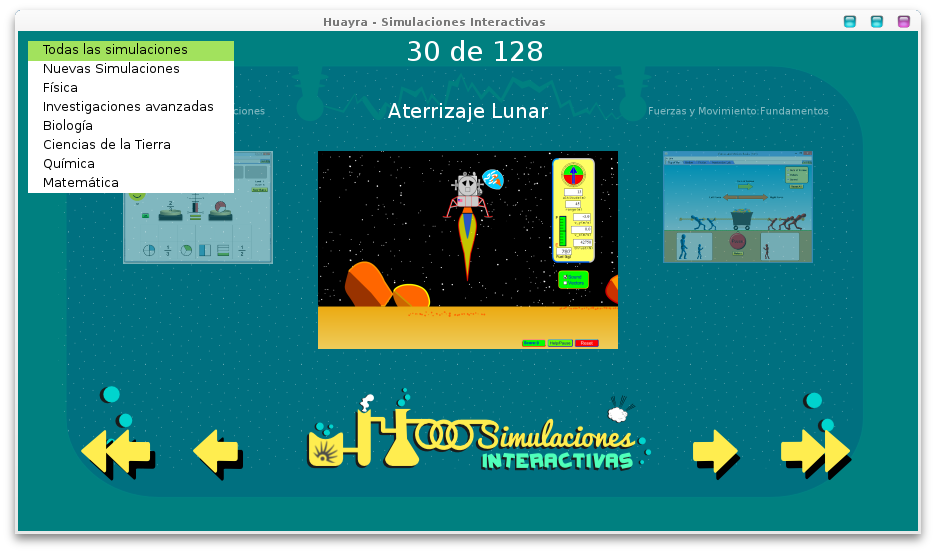 Huayra - Simulaciones Interactivas
30 de 128
Todas las simulaciones
Nuevas Simulaciones
Física
Investigaciones avanzadas
Biología
Ciencias de la Tierra
Química
Matemática
Aterrizaje Lunar
Fuerzas y Movimiento:Fundamentos
Simulaciones
INTERACTIVAS